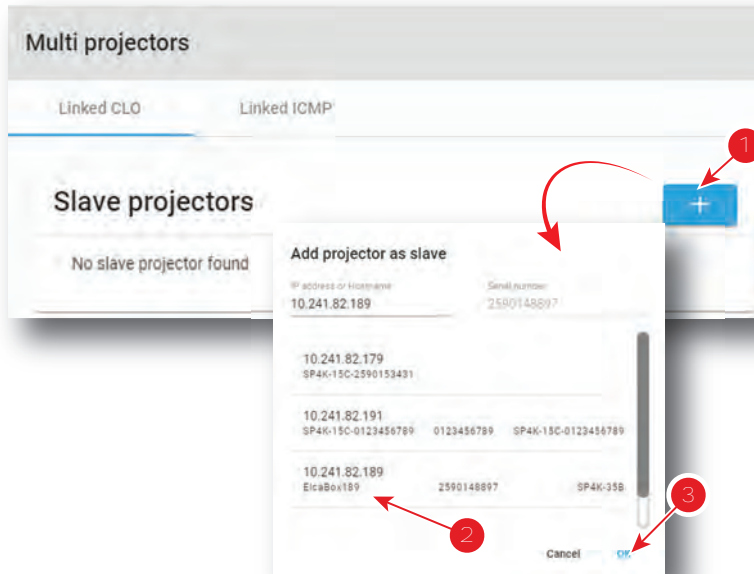 Multi projectors
Linked CLO Linked ICMP
1
Slave projectors
+
No slave projector found
Add projector as slave
IP address or Hostname Serial number
10.241.82.189 2590148897
10.241.82.179
SP4K-15C-2590153431
10.241.82.191
SP4K-15C-0123456789 0123456789 SP4K-15C-0123456789
10.241.82.189
ElcaBox189 2590148897 SP4K-35B
2
3
Cancel OK